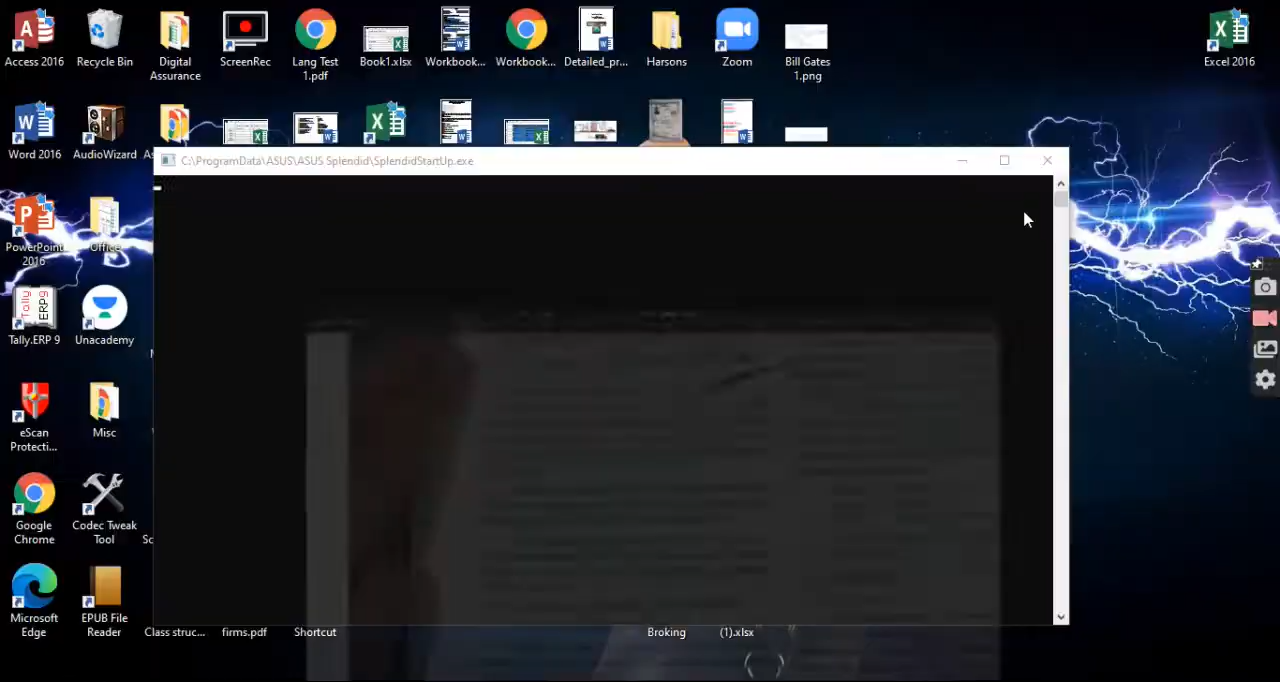 Access 2016
Recycle Bin
Digital
Assurance
ScreenRec
Lang Test
1.pdf
Book1.xlsx
Workbook...
Workbook...
Detailed_pr...
Harsons
Zoom
Bill Gates
1.png
Excel 2016
Word 2016
AudioWizard
C:\ProgramData\ASUS\ASUS Splendid\SplendidStartUp.exe
PowerPoint
2016
Office
Tally
ERP9
Tally.ERP 9
Unacademy
eScan
Protecti...
Misc
Google
Chrome
Codec Tweak
Tool
Microsoft
Edge
EPUB File
Reader
Class struc...
firms.pdf
Shortcut
Broking
(1).xlsx